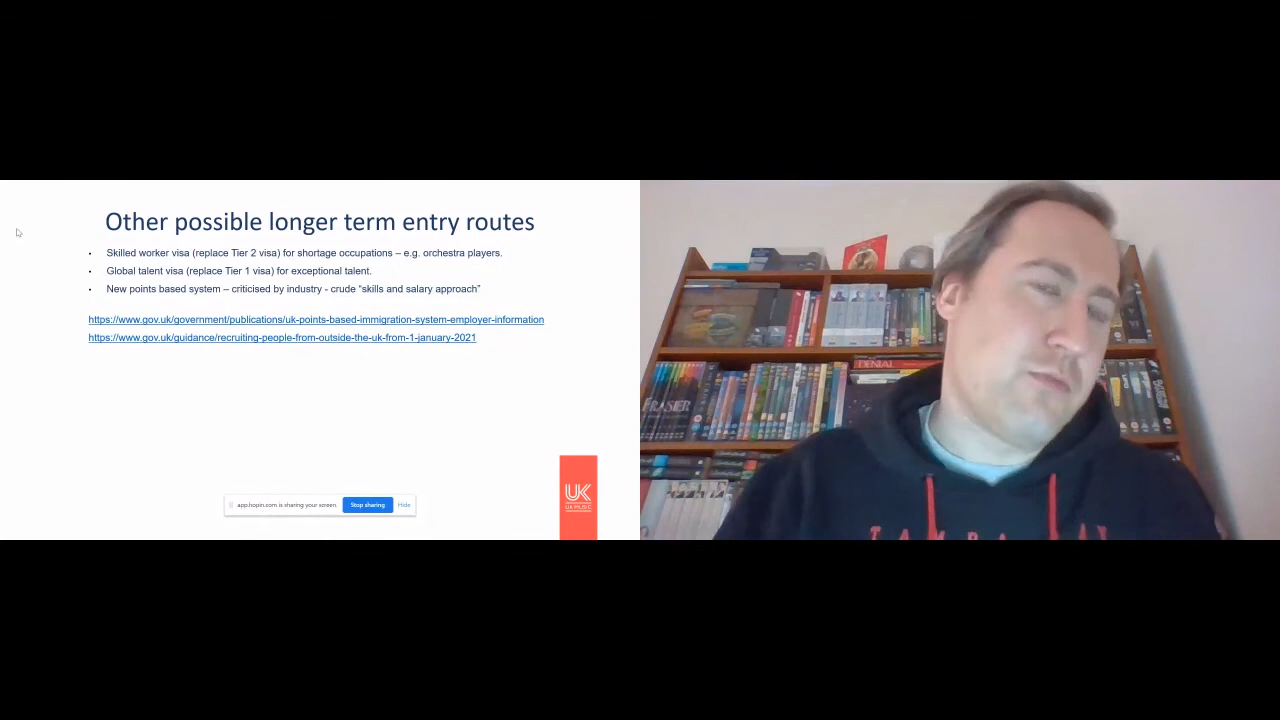 Other possible longer term entry routes
• Skilled worker visa (replace Tier 2 visa) for shortage occupations – e.g. orchestra players.
• Global talent visa (replace Tier 1 visa) for exceptional talent.
• New points based system – criticised by industry - crude “skills and salary approach”
https://www.gov.uk/government/publications/uk-points-based-immigration-system-employer-information
https://www.gov.uk/guidance/recruiting-people-from-outside-the-uk-from-1-january-2021
app.hopin.com is sharing your screen. Stop sharing Hide
UK
UK MUSIC
DENIAL
FRASIER